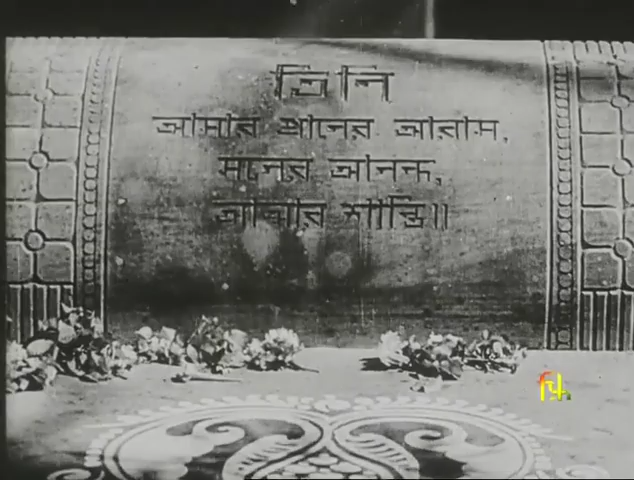 তিনি
আমার প্রাণের আরাম,
মনের আনন্দ,
আত্মার শান্তি॥